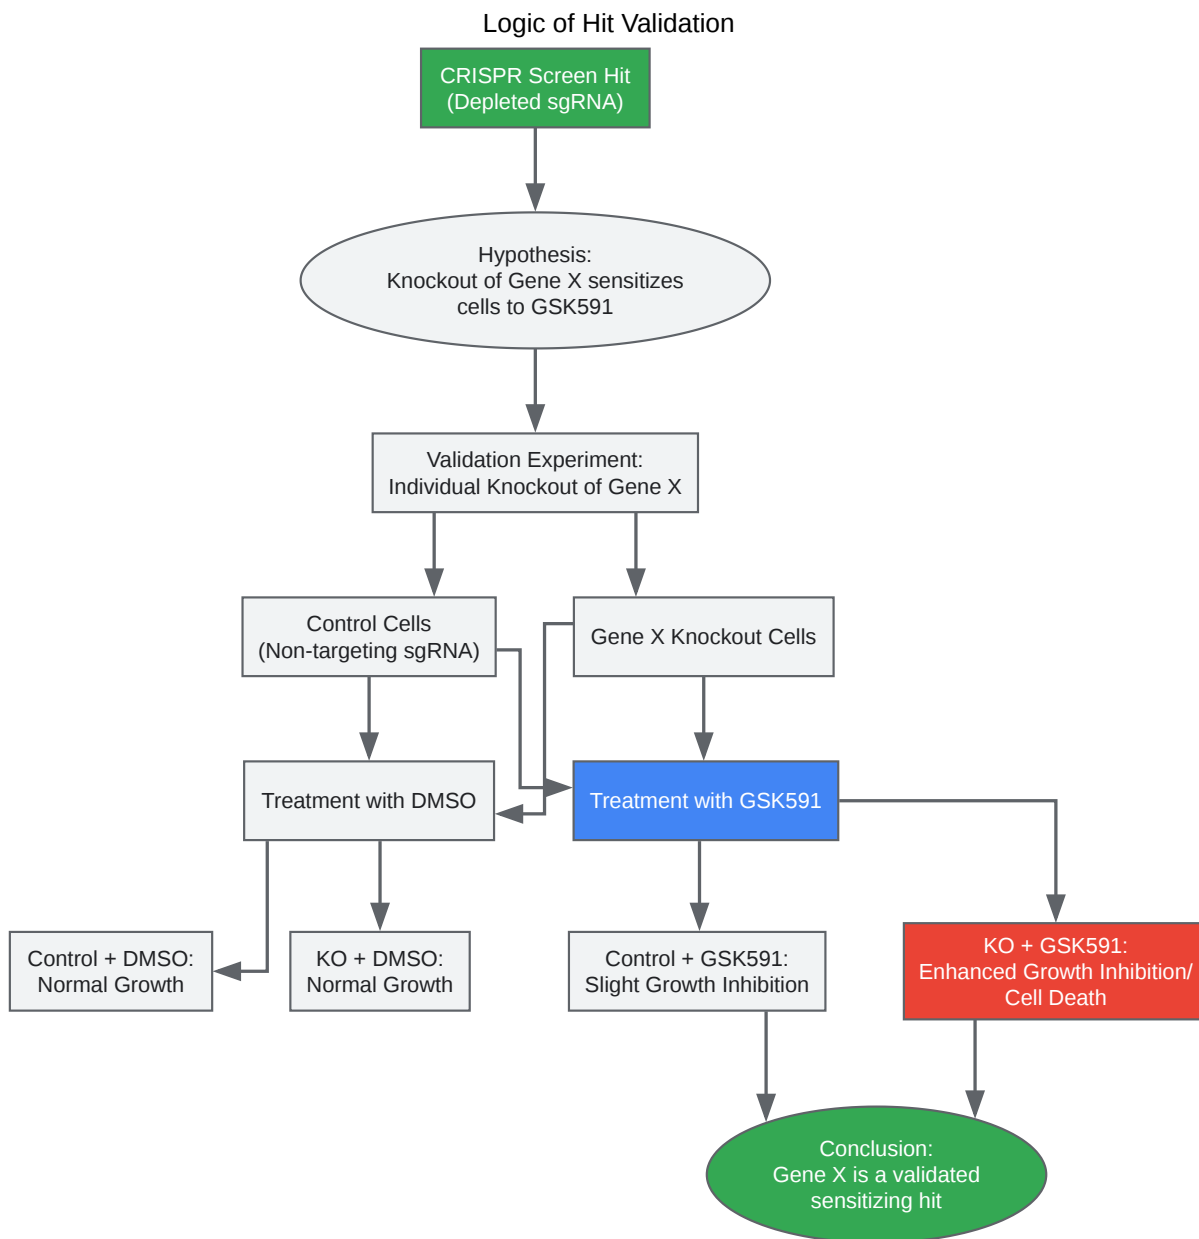 Logic of Hit Validation
CRISPR Screen Hit
(Depleted sgRNA)
Hypothesis:
Knockout of Gene X sensitizes
cells to GSK591
Validation Experiment:
Individual Knockout of Gene X
Control Cells
(Non-targeting sgRNA)
Gene X Knockout Cells
Treatment with DMSO
Treatment with GSK591
Control + DMSO:
Normal Growth
KO + DMSO:
Normal Growth
Control + GSK591:
Slight Growth Inhibition
KO + GSK591:
Enhanced Growth Inhibition/
Cell Death
Conclusion:
Gene X is a validated
sensitizing hit